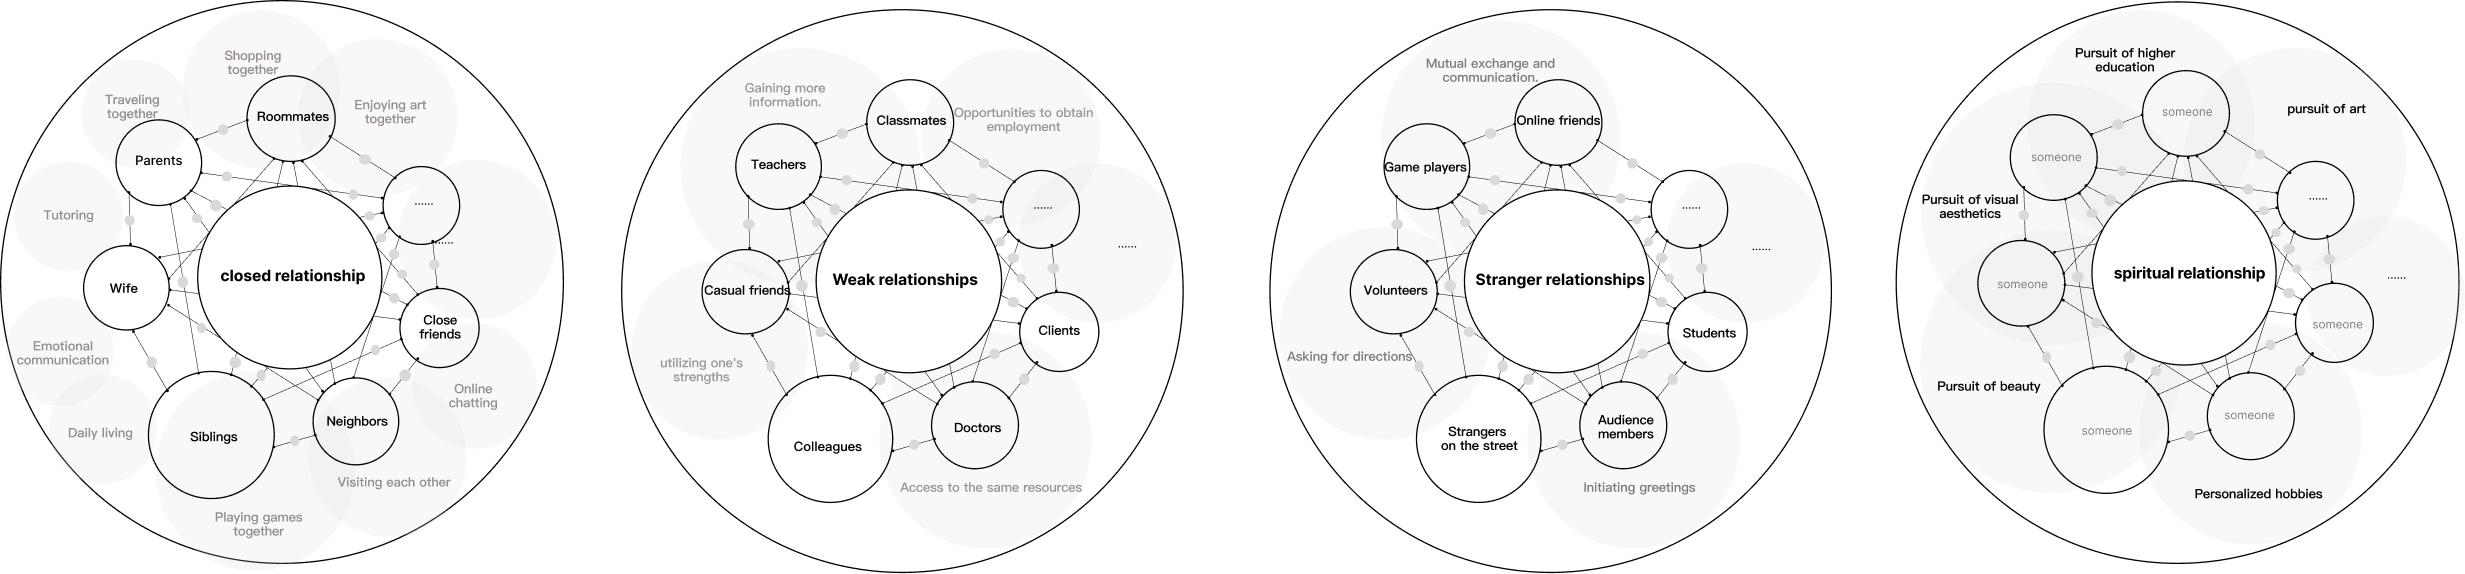 Shopping
together
Traveling
together
Enjoying art
together
Roommates
Parents
......
Tutoring
......
closed relationship
Wife
Close
friends
Emotional
communication
Online
chatting
Daily living
Siblings
Neighbors
Visiting each other
Playing games
together
Gaining more
information.
Opportunities to obtain
employment
Classmates
Teachers
......
......
Weak relationships
Casual friends
Clients
utilizing one's
strengths
Colleagues
Doctors
Access to the same resources
Mutual exchange and
communication.
Online friends
Game players
......
......
Stranger relationships
Volunteers
Students
Asking for directions
Strangers
on the street
Audience
members
Initiating greetings
Pursuit of higher
education
pursuit of art
someone
someone
......
Pursuit of visual
aesthetics
......
spiritual relationship
someone
someone
Pursuit of beauty
someone
someone
Personalized hobbies